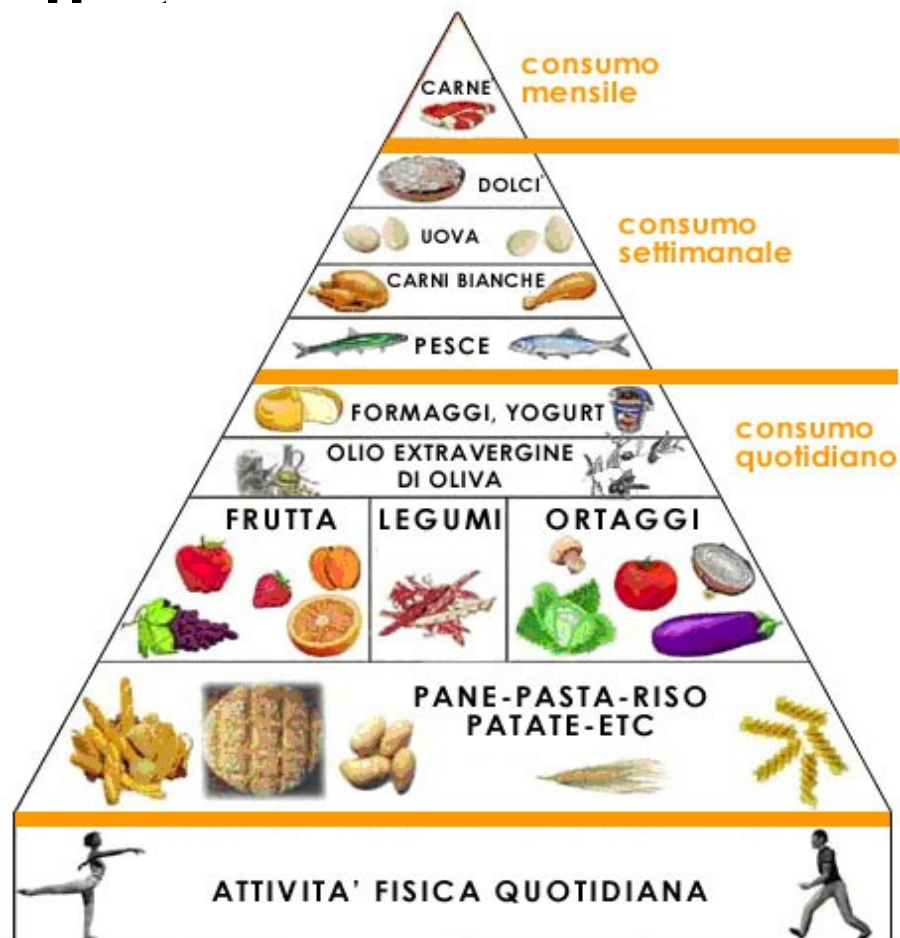 consumo
mensile
CARNE*
DOLCI*
consumo
settimanale
UOVA
CARNI BIANCHE
PESCE
FORMAGGI, YOGURT
consumo
quotidiano
OLIO EXTRAVERGINE
DI OLIVA
FRUTTA
LEGUMI
ORTAGGI
PANE-PASTA-RISO
PATATE-ETC
ATTIVITA' FISICA QUOTIDIANA